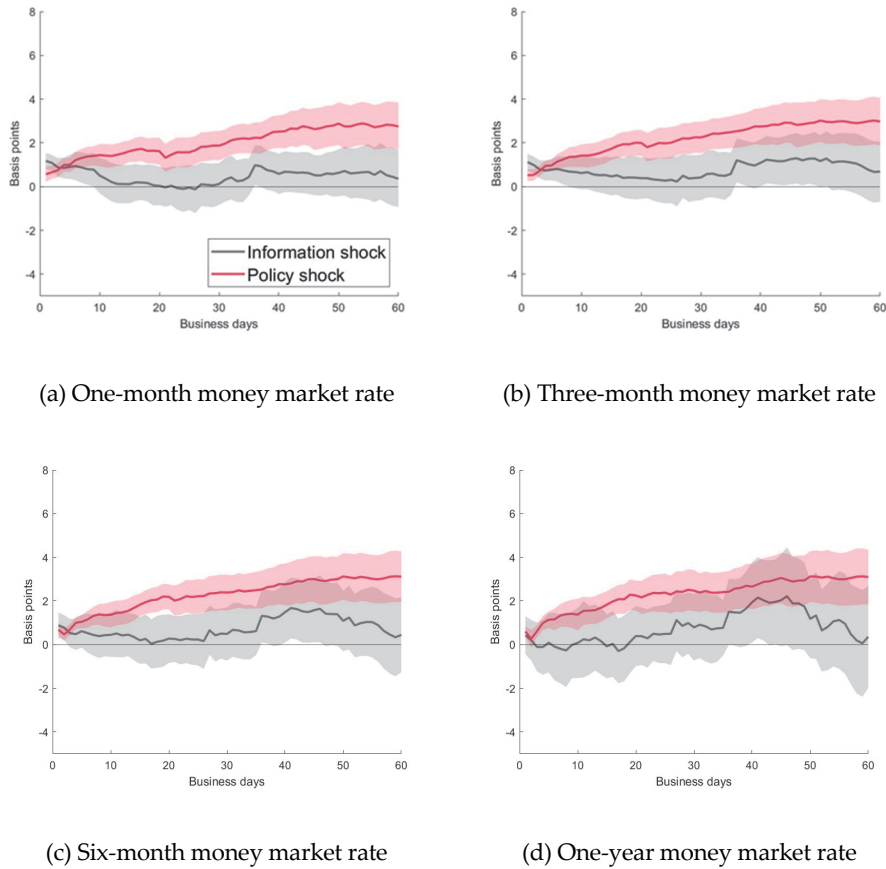 8
6
4
2
0
-2
-4
Basis points
0 10 20 30 40 50 60
Business days
Information shock
Policy shock
(a) One-month money market rate
8
6
4
2
0
-2
-4
Basis points
0 10 20 30 40 50 60
Business days
(b) Three-month money market rate
8
6
4
2
0
-2
-4
Basis points
0 10 20 30 40 50 60
Business days
(c) Six-month money market rate
8
6
4
2
0
-2
-4
Basis points
0 10 20 30 40 50 60
Business days
(d) One-year money market rate